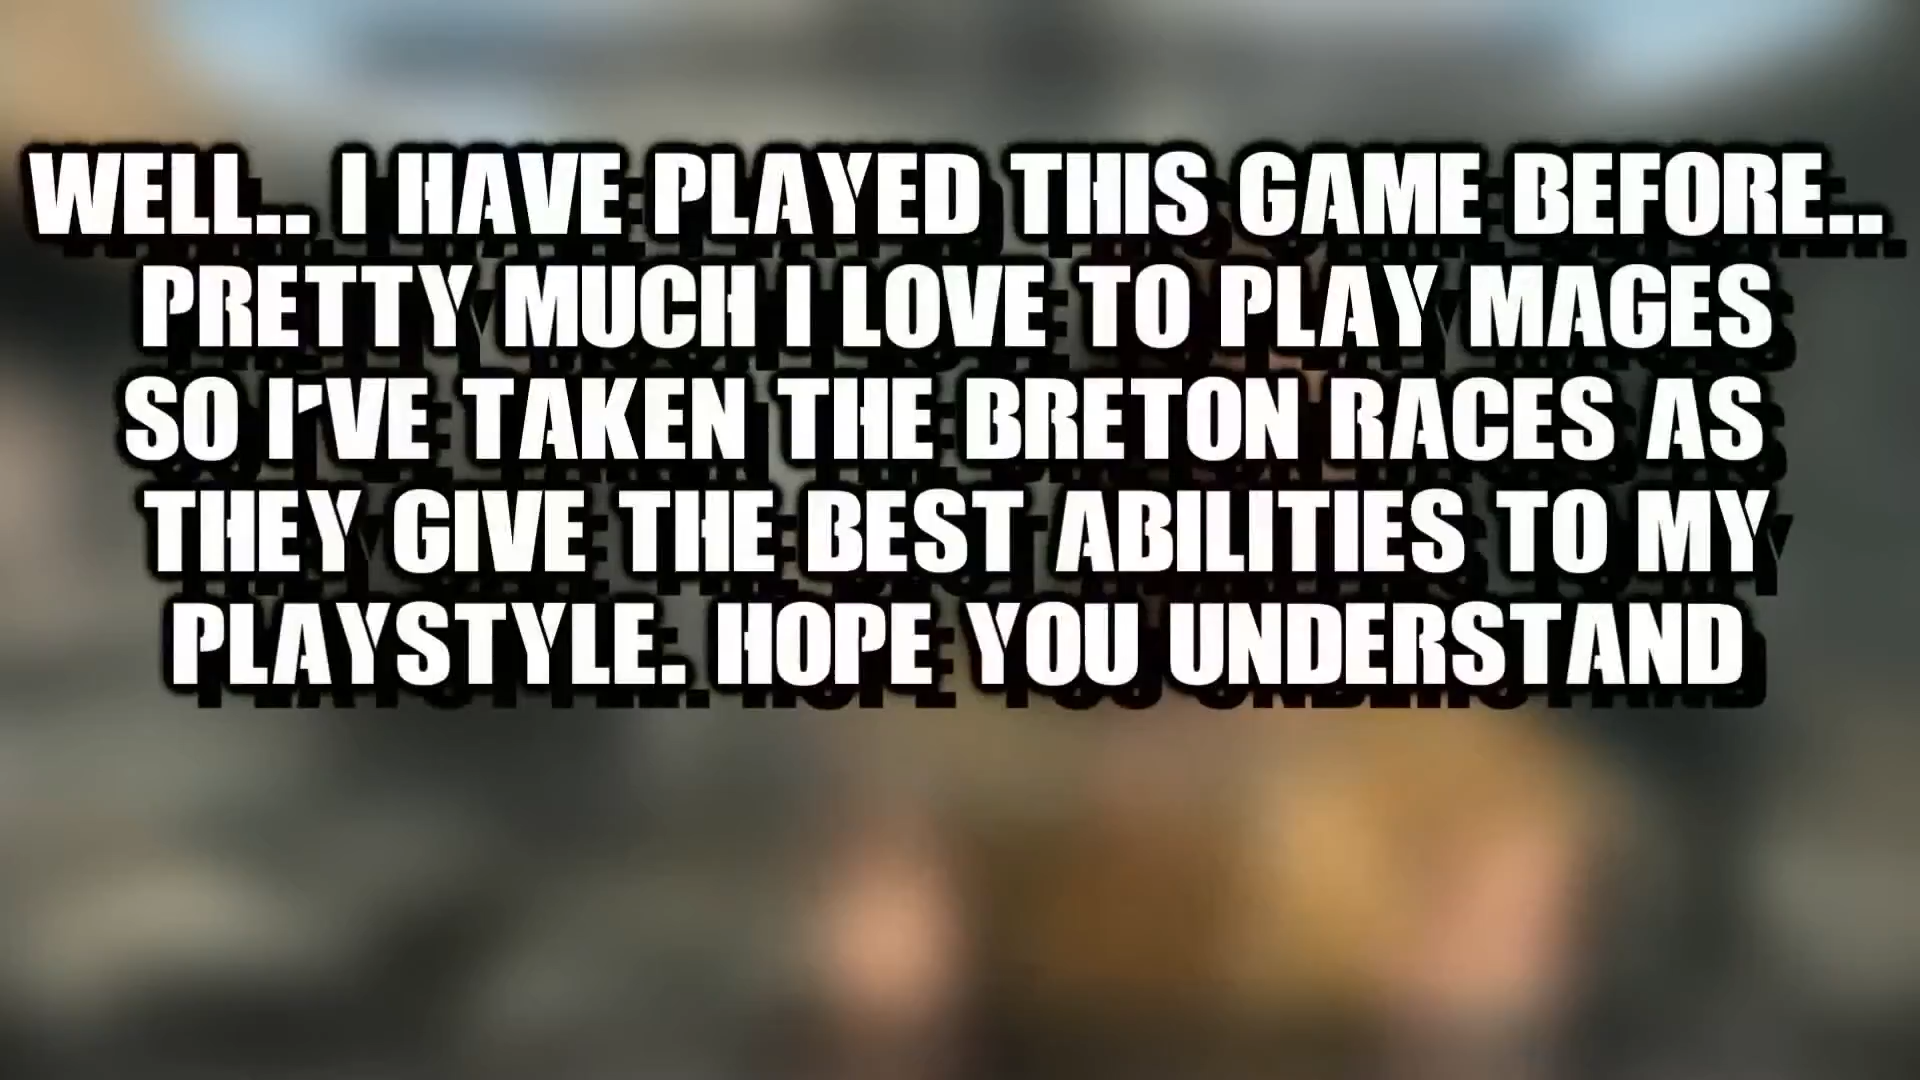 WELL.. I HAVE PLAYED THIS GAME BEFORE..
PRETTY MUCH I LOVE TO PLAY MAGES
SO I'VE TAKEN THE BRETON RACES AS
THEY GIVE THE BEST ABILITIES TO MY
PLAYSTYLE. HOPE YOU UNDERSTAND